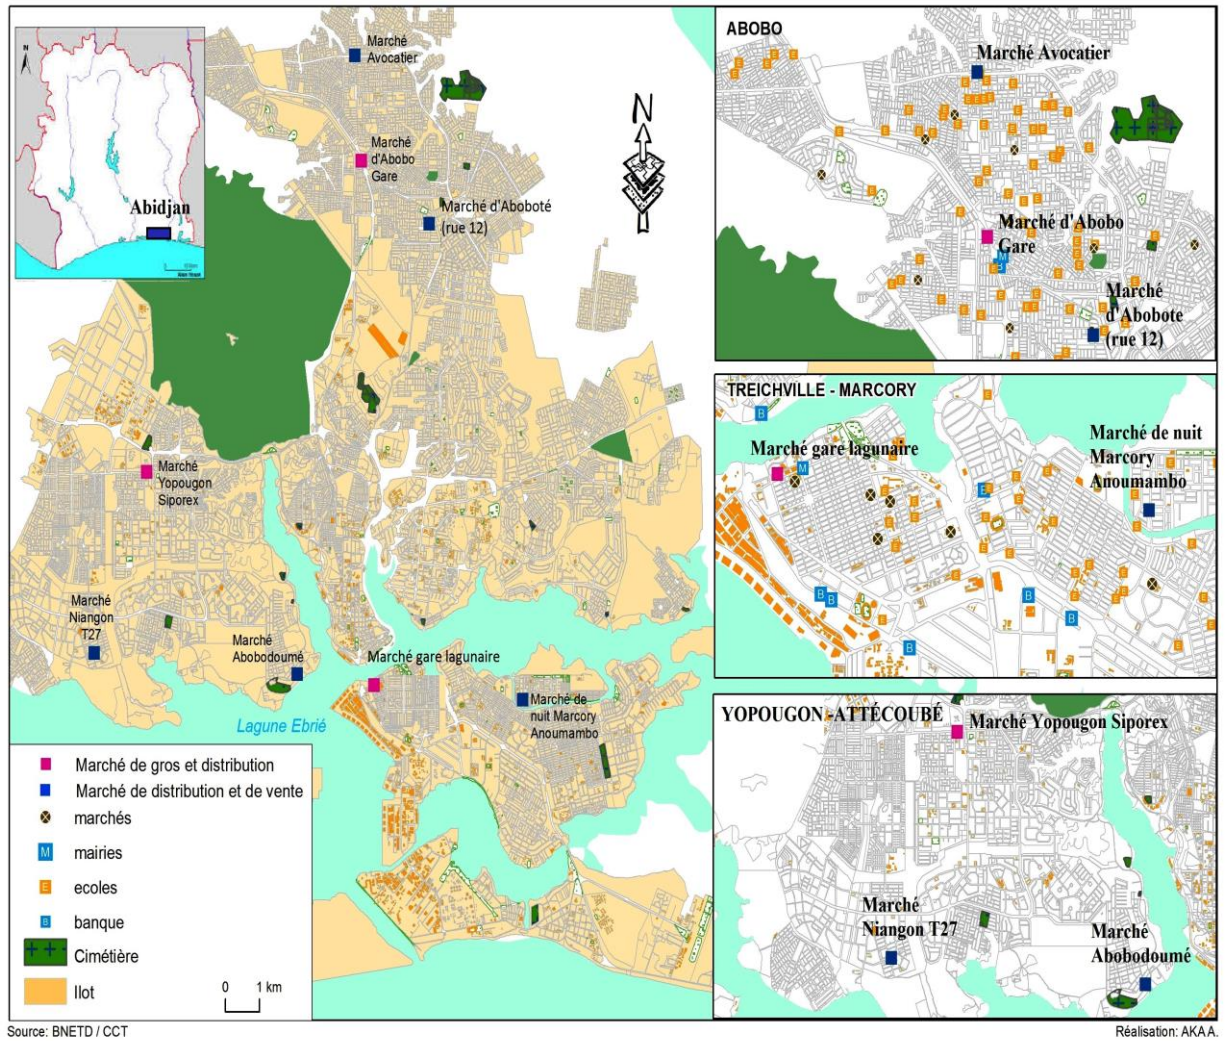 N
Abidjan
Marché
Avocatier
Marché
d'Abobo
Gare
Marché d'Aboboté
(rue 12)
N
Marché
Yopougon
Siporex
Marché
Niangon
T27
Marché
Abobodoumé
Marché gare lagunaire
Marché de
nuit Marcory
Anoumambo
Lagune Ebrié
Marché de gros et distribution
Marché de distribution et de vente
marchés
M
mairies
E
ecoles
B
banque
Cimétière
Ilot
0 1 km
ABOBO
Marché Avocatier
Marché d'Abobo
Gare
Marché
d'Abobote
(rue 12)
TREICHVILLE - MARCORY
Marché gare lagunaire
Marché de nuit
Marcory
Anoumambo
YOPOUGON -ATTÉCOUBÉ
Marché Yopougon Siporex
Marché
Niangon T27
Marché
Abobodoumé
Source: BNETD / CCT
Réalisation: AKA A.